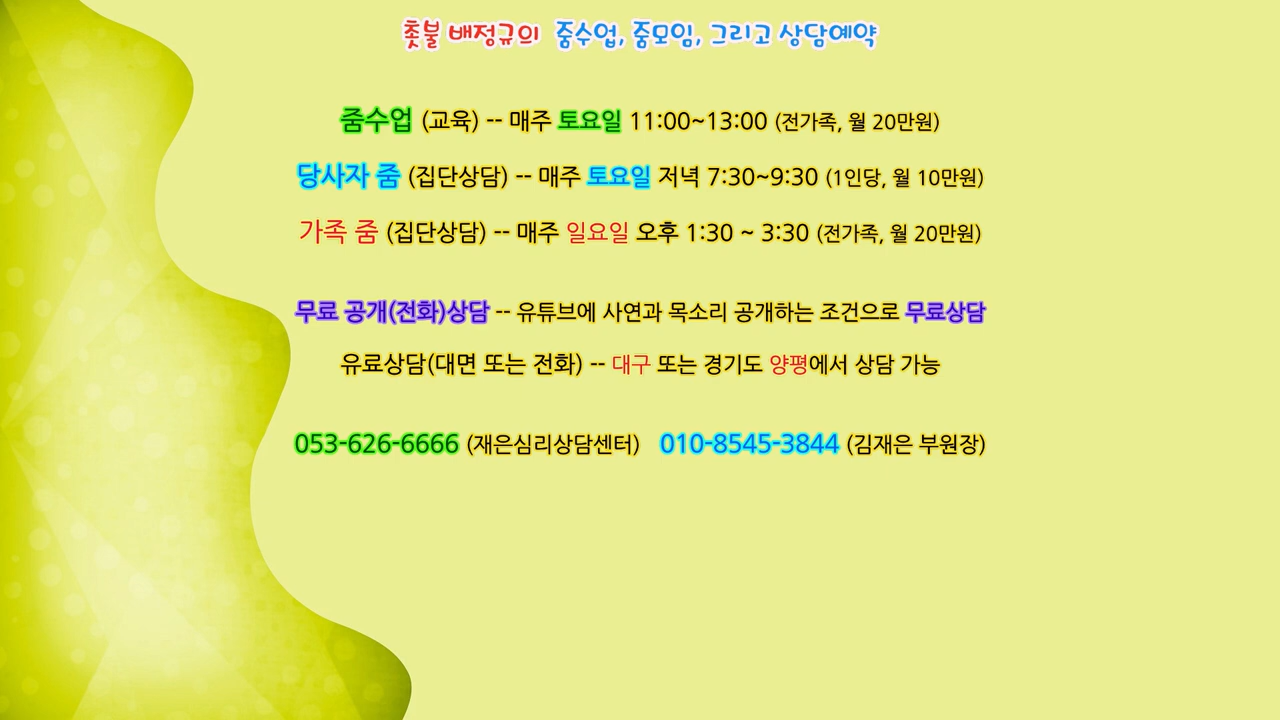 촛불 배정규의 줌수업, 줌모임, 그리고 상담예약
줌수업 (교육) -- 매주 토요일 11:00~13:00 (전가족, 월 20만원)
당사자 줌 (집단상담) -- 매주 토요일 저녁 7:30~9:30 (1인당, 월 10만원)
가족 줌 (집단상담) -- 매주 일요일 오후 1:30 ~ 3:30 (전가족, 월 20만원)
무료 공개(전화)상담 -- 유튜브에 사연과 목소리 공개하는 조건으로 무료상담
유료상담(대면 또는 전화) -- 대구 또는 경기도 양평에서 상담 가능
053-626-6666 (재은심리상담센터) 010-8545-3844 (김재은 부원장)